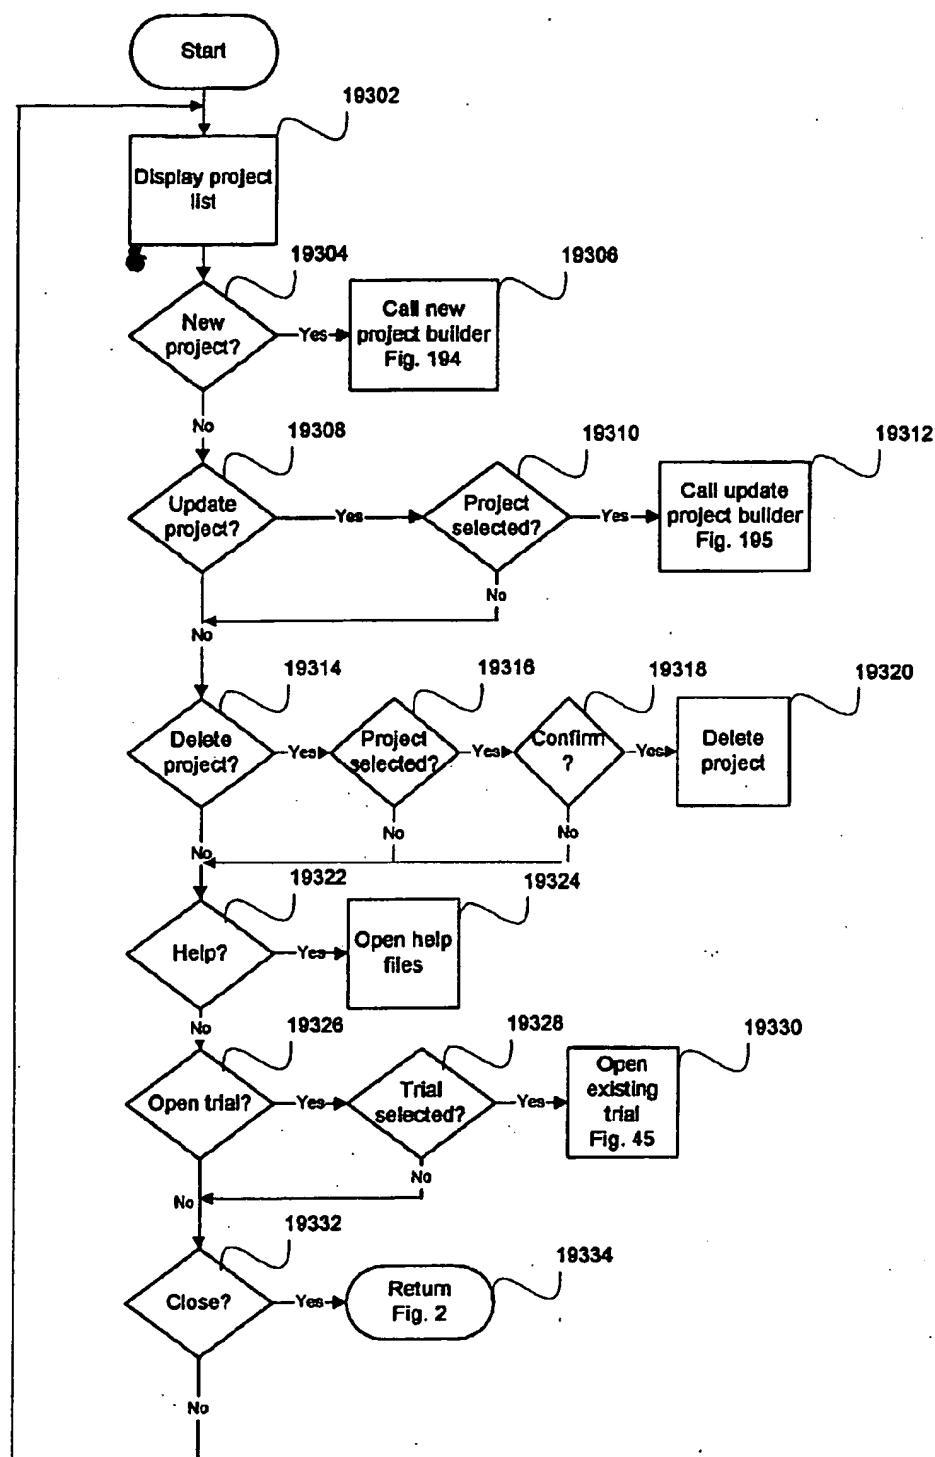 Start
19302
Display project
list
19304
19306
New
project?
Yes
Call new
project builder
Fig. 194
No
19308
19310
19312
Update
project?
Yes
Project
selected?
Yes
Call update
project builder
Fig. 195
No
No
19314
19316
19318
19320
Delete
project?
Yes
Project
selected?
Yes
Confirm
?
Yes
Delete
project
No
No
No
19322
19324
Help?
Yes
Open help
files
No
19326
19328
19330
Open trial?
Yes
Trial
selected?
Yes
Open
existing
trial
Fig. 45
No
No
19332
19334
Close?
Yes
Return
Fig. 2
No